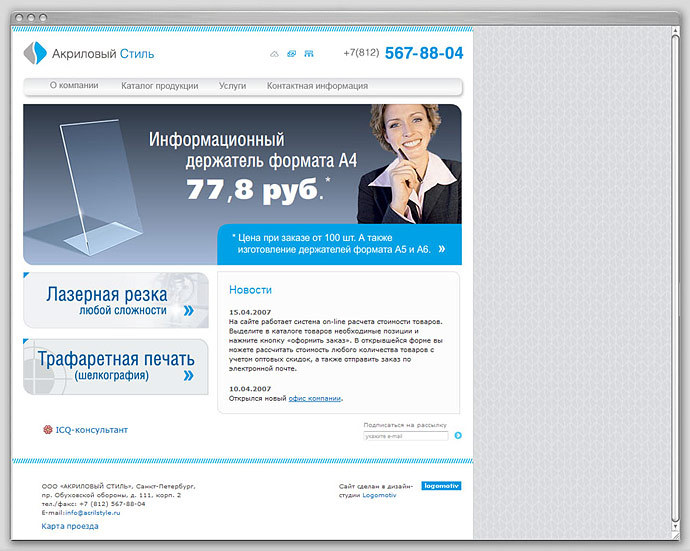 Акриловый Стиль
+7(812) 567-88-04
О компании Каталог продукции Услуги Контактная информация
Информационный
держатель формата А4
77,8 руб.*
* Цена при заказе от 100 шт. А также
изготовление держателей формата А5 и А6. »
Лазерная резка
любой сложности »
Трафаретная печать
(шелкография) »
Новости
15.04.2007
На сайте работает система on-line расчета стоимости товаров.
Выделите в каталоге товаров необходимые позиции и
нажмите кнопку «оформить заказ». В открывшейся форме вы
можете рассчитать стоимость любого количества товаров с
учетом оптовых скидок, а также отправить заказ по
электронной почте.
10.04.2007
Открылся новый офис компании.
ICQ-консультант
Подписаться на рассылку
укажите e-mail
ООО «АКРИЛОВЫЙ СТИЛЬ», Санкт-Петербург,
пр. Обуховской обороны, д. 111, корп. 2
тел./факс: +7 (812) 567-88-04
E-mail:info@acrilstyle.ru
Карта проезда
Сайт сделан в дизайн-
студии Logomotiv
logomotiv